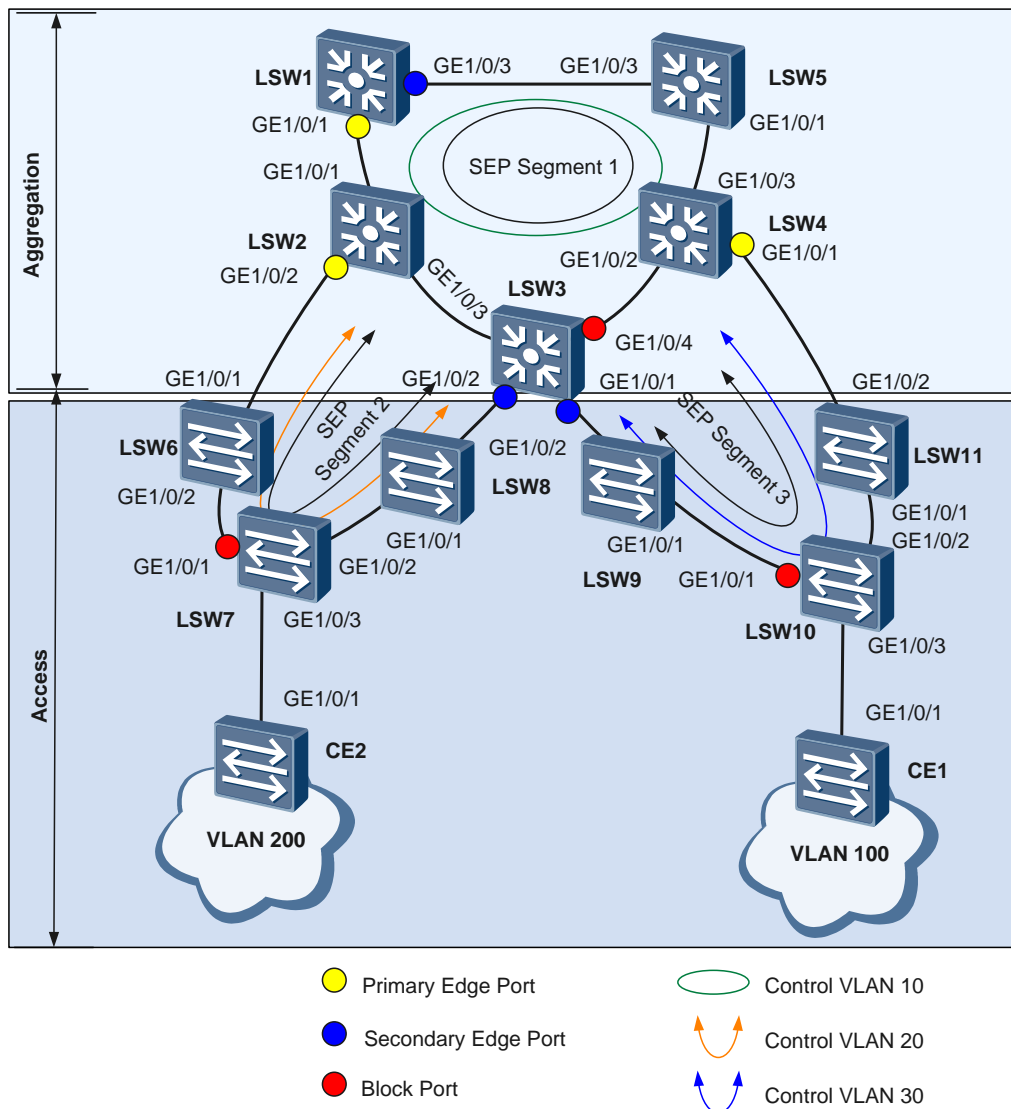 LSW1
GE1/0/3
GE1/0/3
LSW5
GE1/0/1
GE1/0/1
GE1/0/1
SEP Segment 1
GE1/0/3
LSW2
LSW4
GE1/0/2
GE1/0/3
LSW3
GE1/0/2
GE1/0/1
Aggregation
GE1/0/4
GE1/0/1
GE1/0/2
GE1/0/1
GE1/0/2
LSW6
SEP
Segment 2
GE1/0/2
SEP Segment 3
LSW11
GE1/0/2
LSW8
GE1/0/1
GE1/0/1
GE1/0/2
GE1/0/1
GE1/0/1
LSW9
GE1/0/1
GE1/0/2
LSW7
GE1/0/3
LSW10
GE1/0/3
Access
GE1/0/1
GE1/0/1
CE2
CE1
VLAN 200
VLAN 100
Primary Edge Port
Control VLAN 10
Secondary Edge Port
Control VLAN 20
Block Port
Control VLAN 30